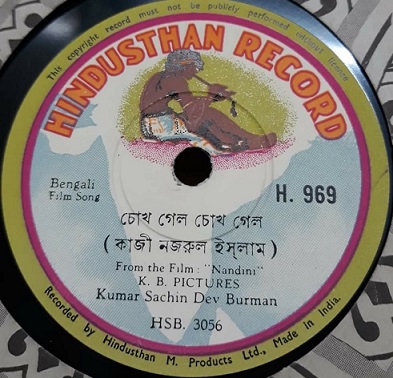 This copyright record must not be publicly performed without licence
HINDUSTHAN RECORD
Bengali
Film Song
H. 969
চোখ গেল চোখ গেল
( কাজী নজরুল ইস্‌লাম )
From the Film : "Nandini"
K. B. PICTURES
Kumar Sachin Dev Burman
HSB. 3056
Recorded by Hindusthan M. Products Ltd., Made in India.